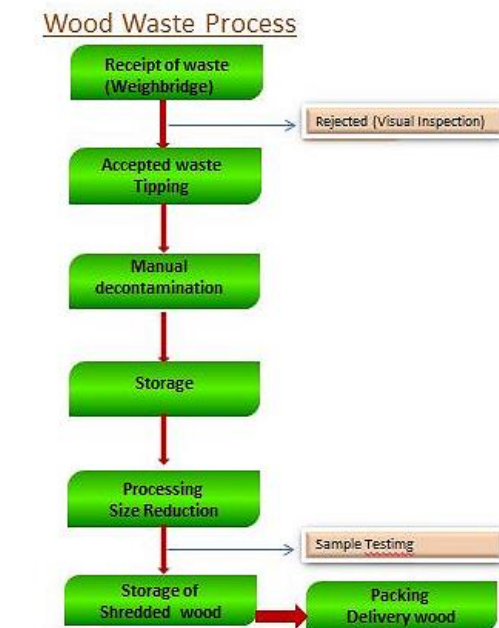 Wood Waste Process
Receipt of waste
(Weighbridge)
Rejected (Visual Inspection)
Accepted waste
Tipping
Manual
decontamination
Storage
Processing
Size Reduction
Sample Testimg
Storage of
Shredded wood
Packing
Delivery wood